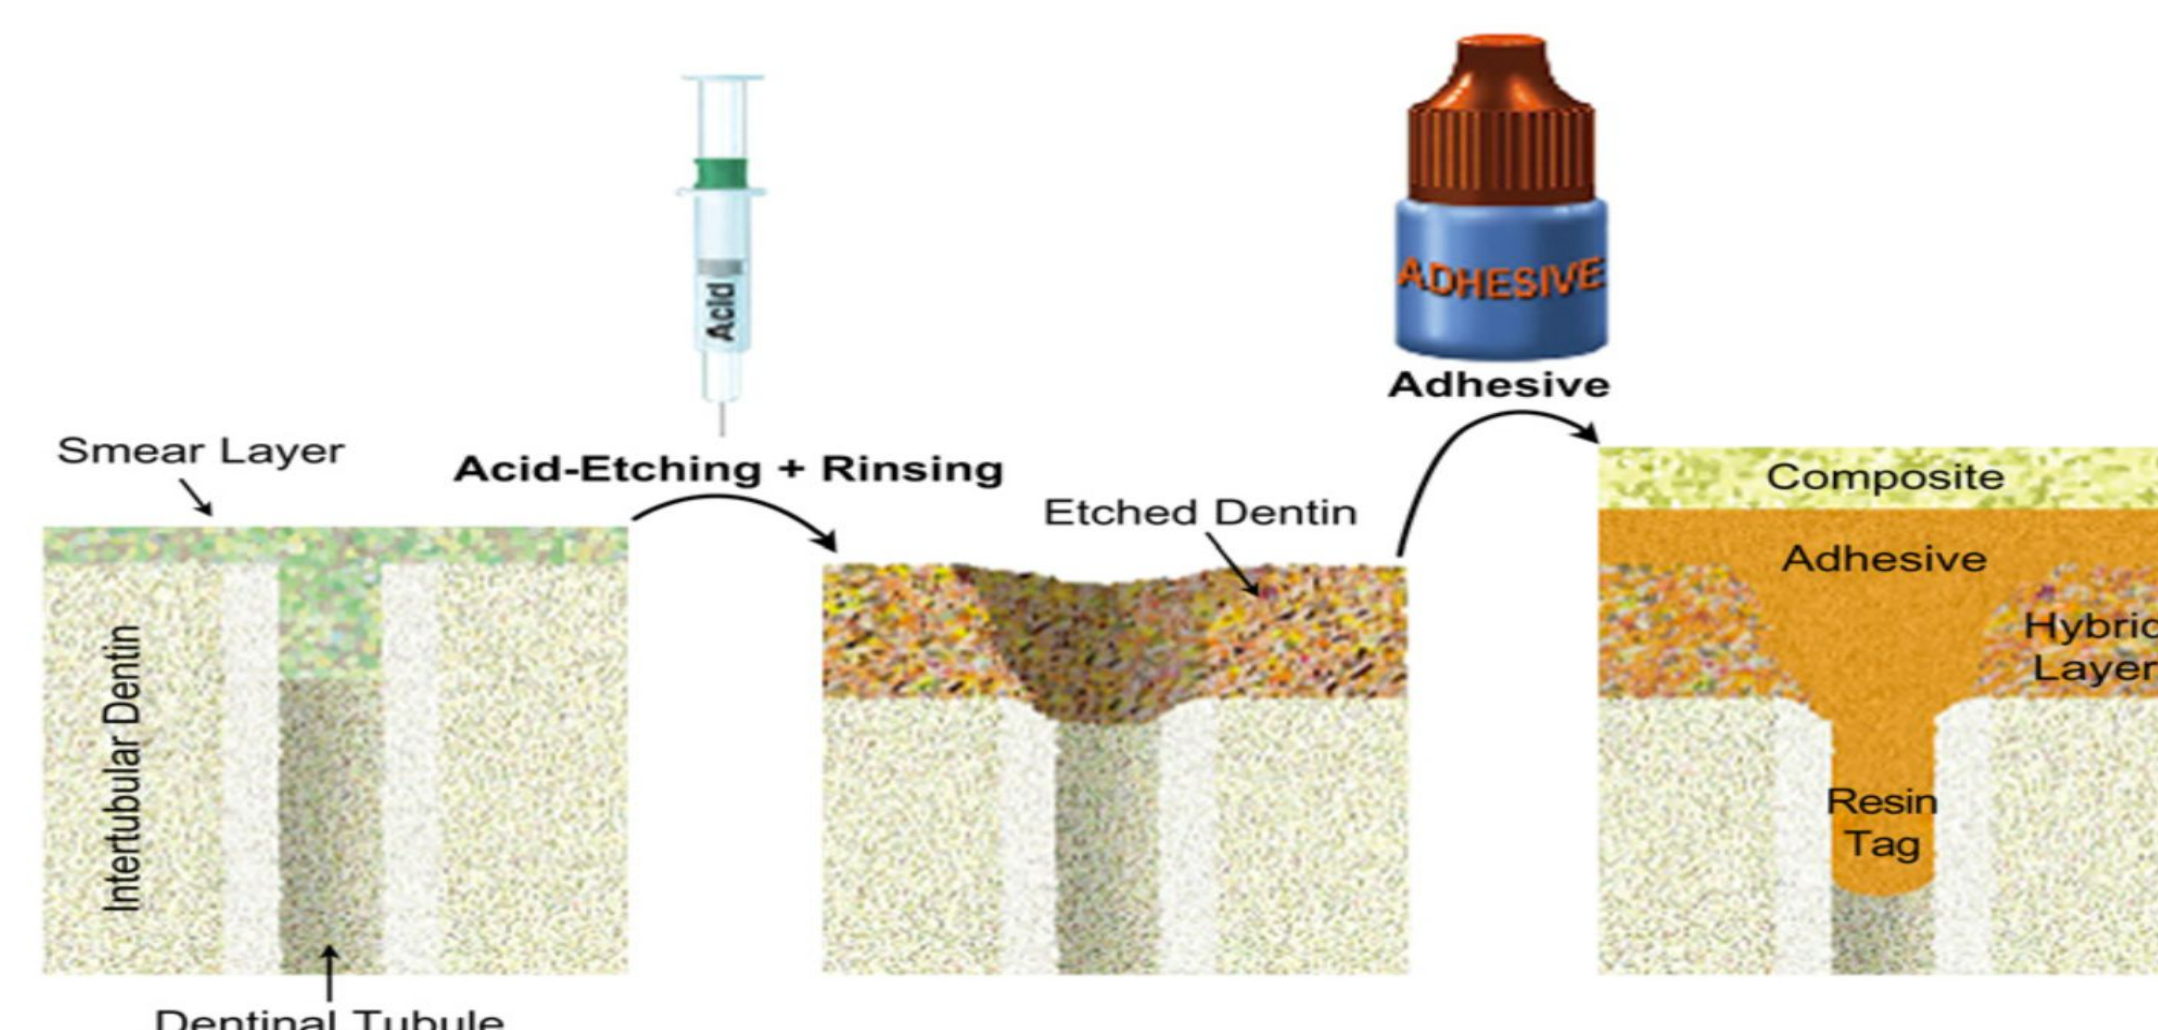 Acid
ADHESIVE
Adhesive
Smear Layer
Acid-Etching + Rinsing
Etched Dentin
Composite
Adhesive
Hybrid
Layer
Intertubular Dentin
Resin
Tag
Dentinal Tubule